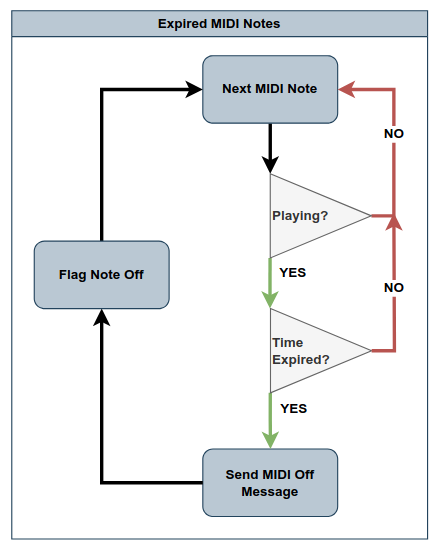 Expired MIDI Notes
Next MIDI Note
NO
Playing?
Flag Note Off
YES
NO
Time
Expired?
YES
Send MIDI Off
Message